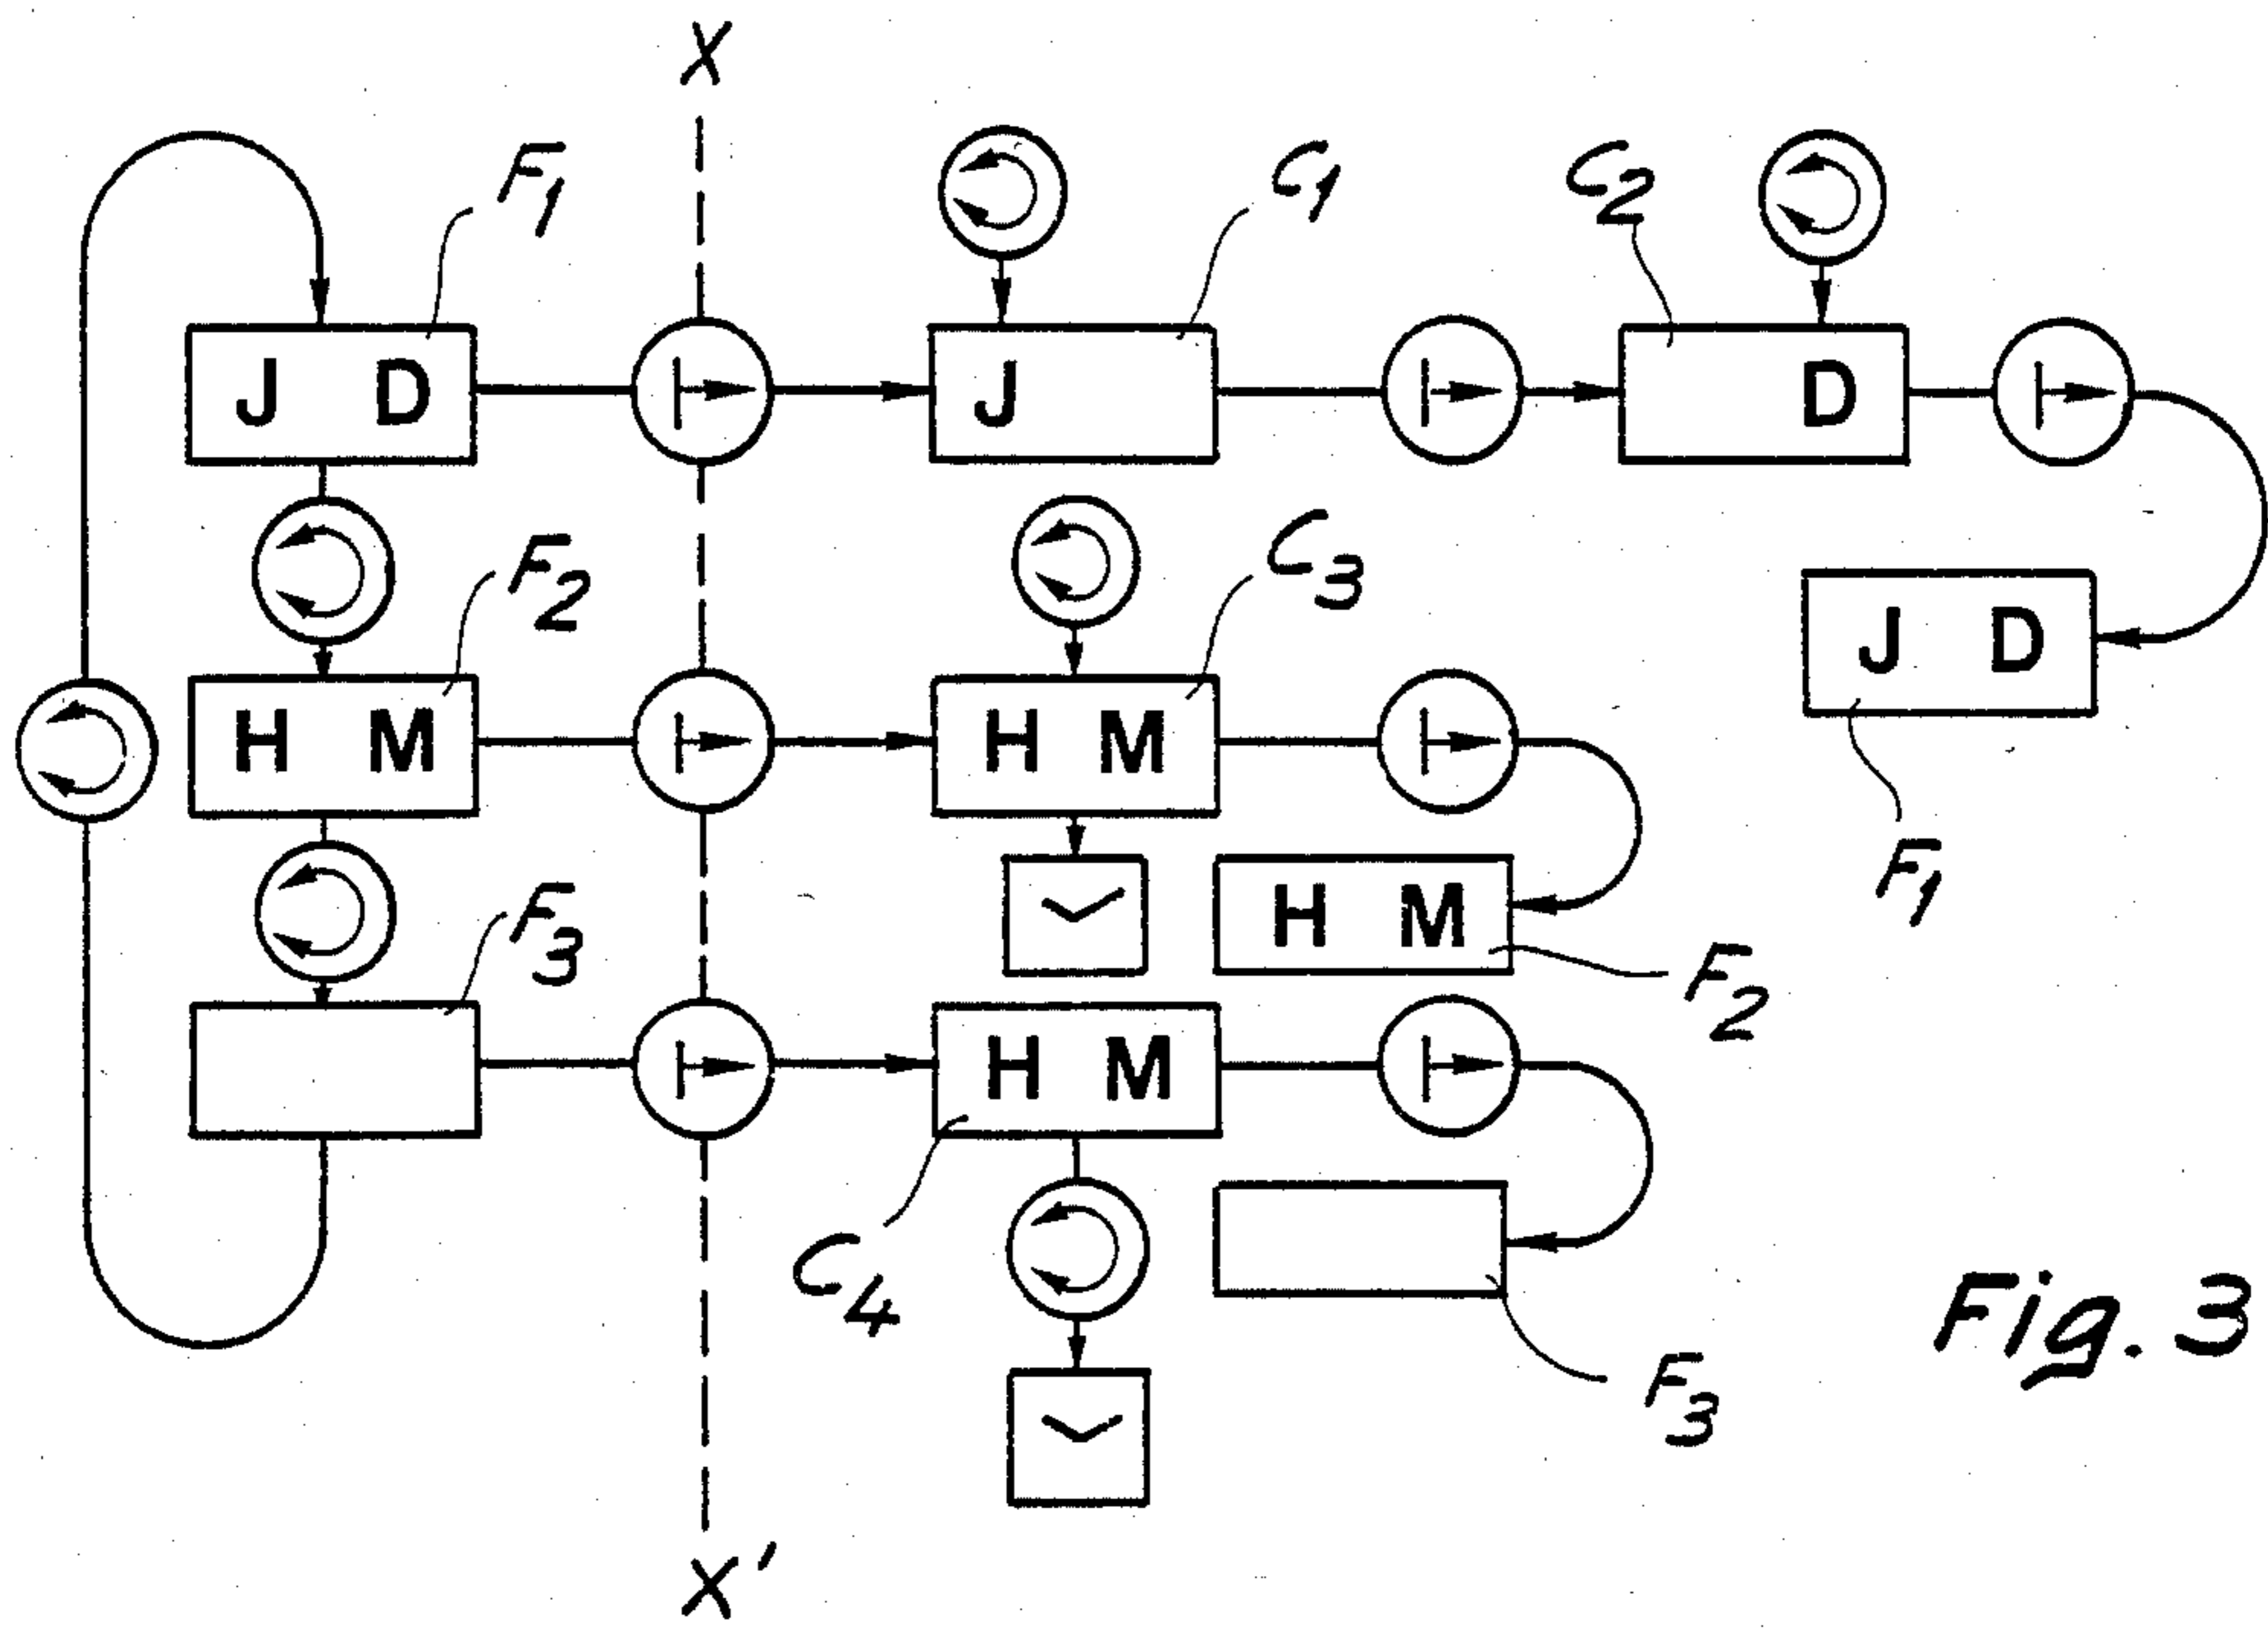 X
F1 C1 C2
J D J D
F2 C3
J D
H M H M
F1
F3 H M F2
H M
C4
F3
Fig. 3
X'